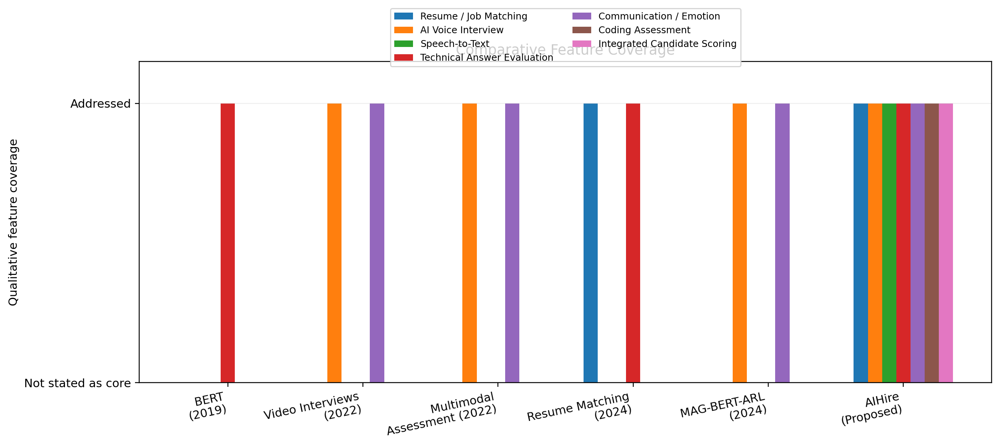 Resume / Job Matching
AI Voice Interview
Speech-to-Text
Technical Answer Evaluation
Communication / Emotion
Coding Assessment
Integrated Candidate Scoring
Comparative Feature Coverage
Qualitative feature coverage
Addressed
Not stated as core
BERT
(2019)
Video Interviews
(2022)
Multimodal
Assessment (2022)
Resume Matching
(2024)
MAG-BERT-ARL
(2024)
AIHire
(Proposed)